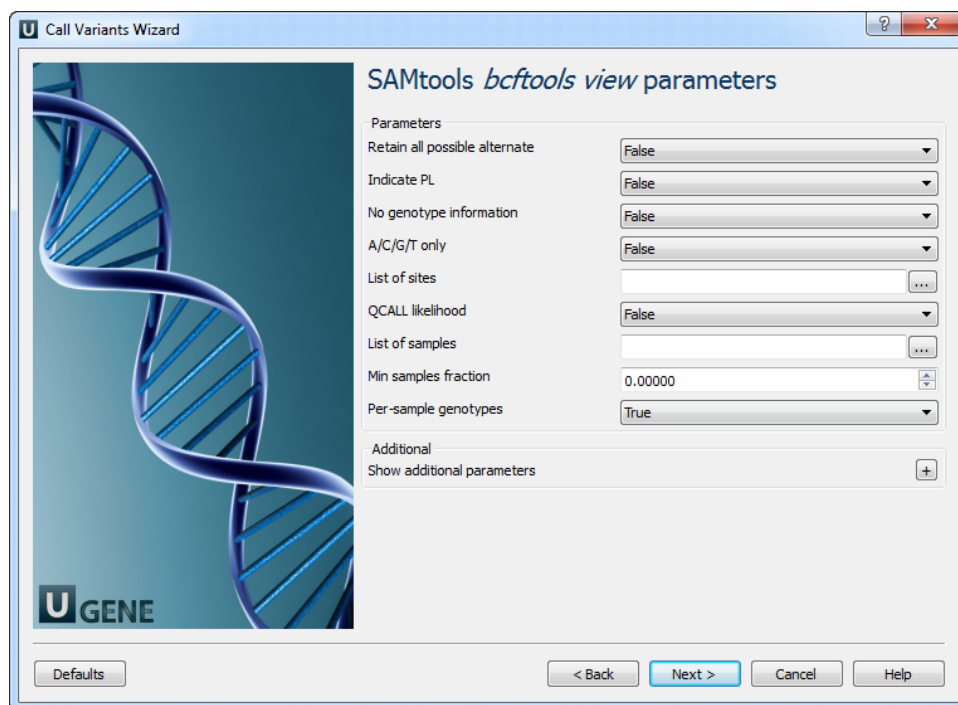 Call Variants Wizard
SAMtools bcftools view parameters
Parameters
Retain all possible alternate False
Indicate PL False
No genotype information False
A/C/G/T only False
List of sites ...
QCALL likelihood False
List of samples ...
Min samples fraction 0.00000
Per-sample genotypes True
Additional
Show additional parameters +
U GENE
Defaults < Back Next > Cancel Help